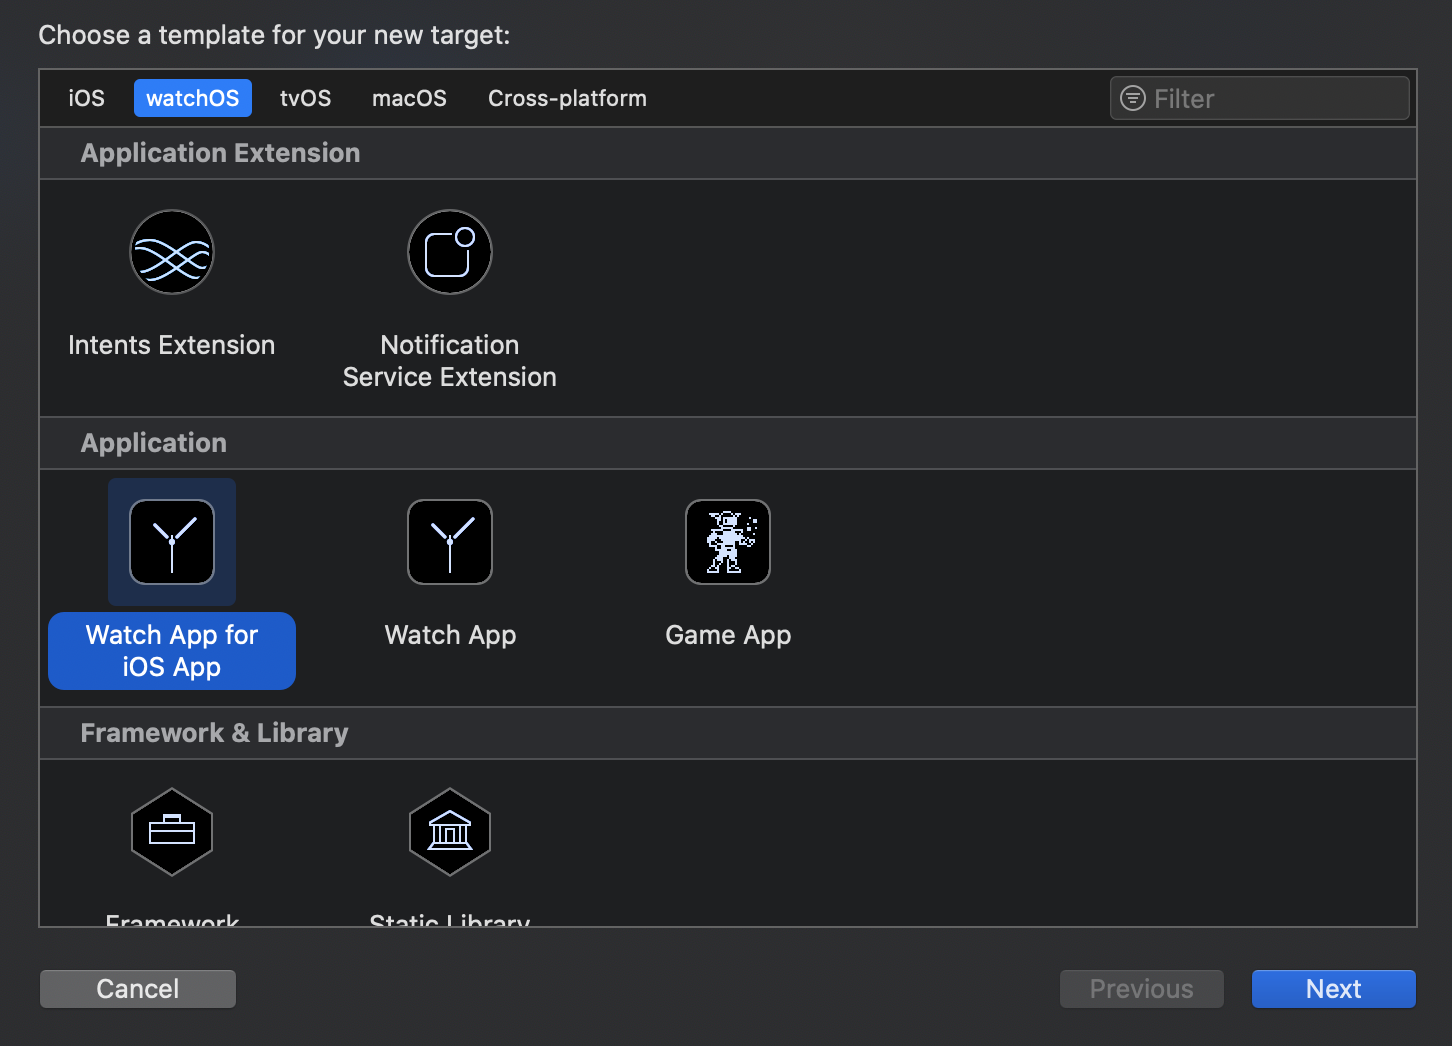 Choose a template for your new target:
iOS watchOS tvOS macOS Cross-platform Filter
Application Extension
Intents Extension
Notification
Service Extension
Application
Watch App for
iOS App
Watch App
Game App
Framework & Library
Framework
Static Library
Cancel Previous Next